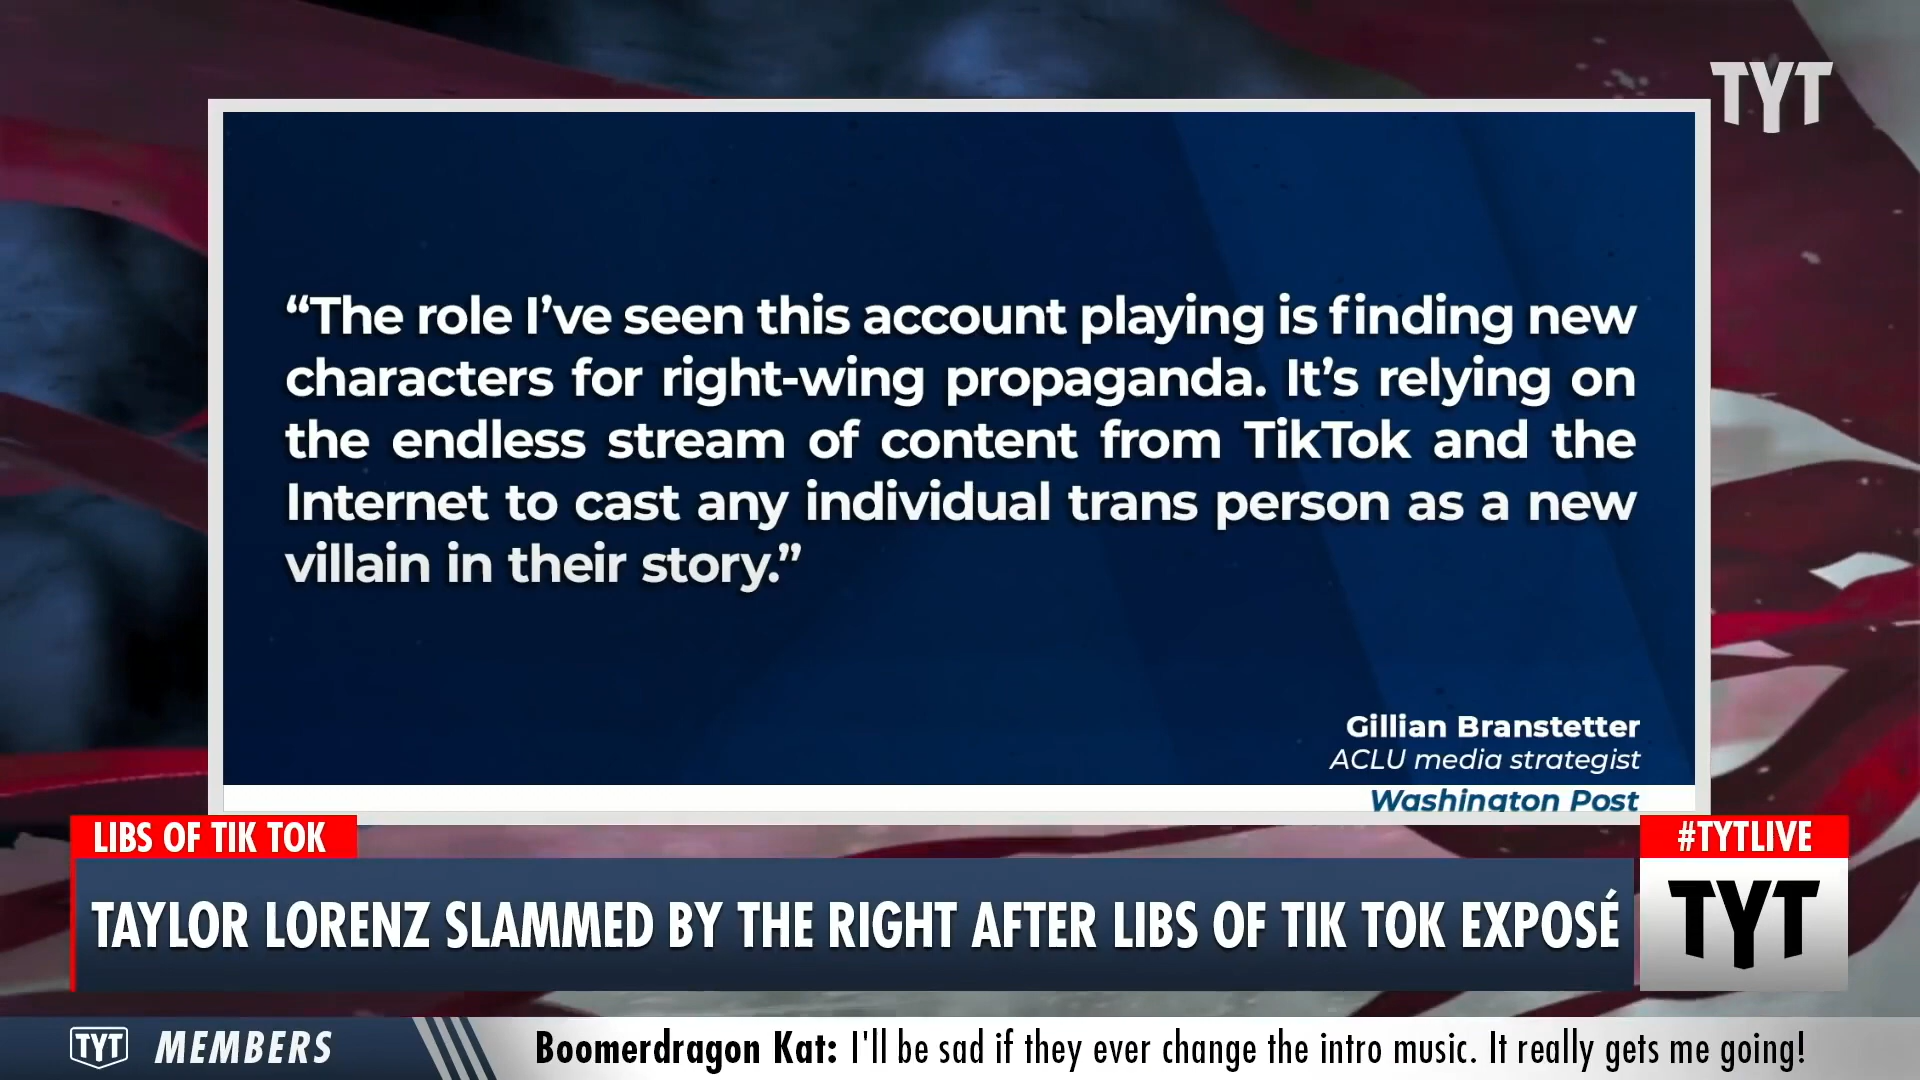 TYT
“The role I’ve seen this account playing is finding new
characters for right-wing propaganda. It’s relying on
the endless stream of content from TikTok and the
Internet to cast any individual trans person as a new
villain in their story.”
Gillian Branstetter
ACLU media strategist
Washington Post
LIBS OF TIK TOK
#TYTLIVE
TAYLOR LORENZ SLAMMED BY THE RIGHT AFTER LIBS OF TIK TOK EXPOSÉ
TYT
TYT MEMBERS
Boomerdragon Kat: I'll be sad if they ever change the intro music. It really gets me going!